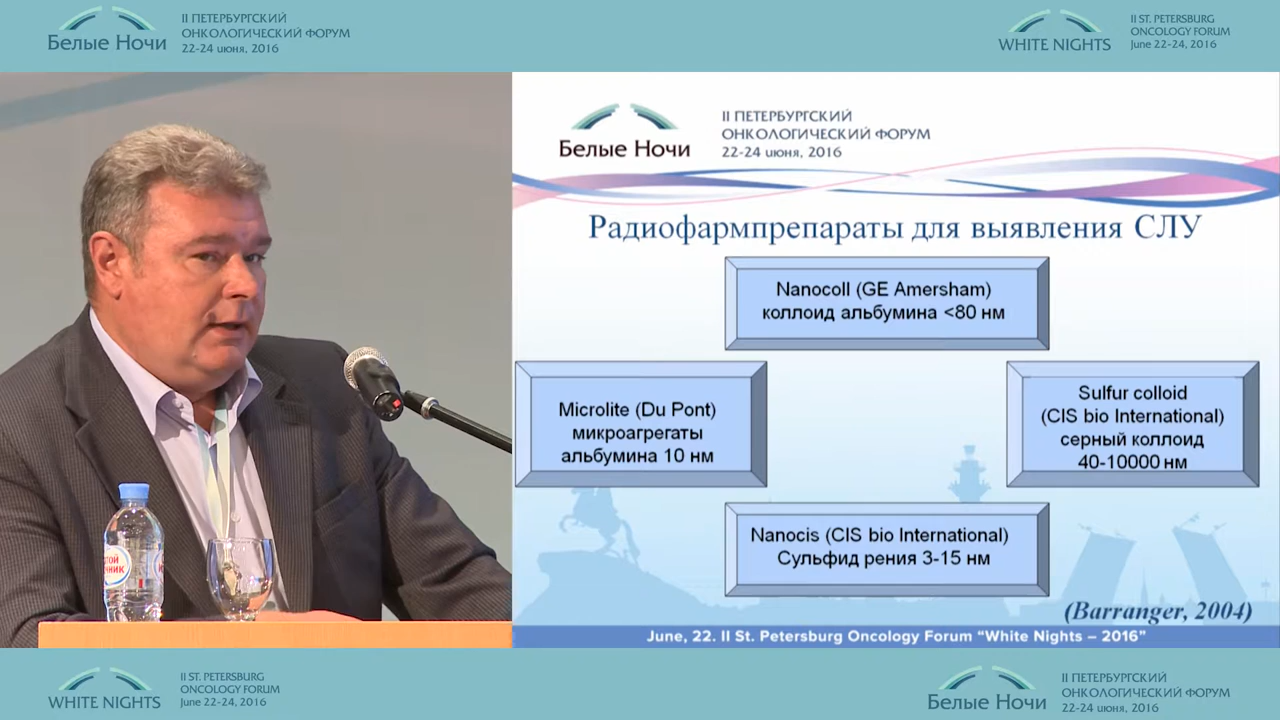 Белые Ночи
II ПЕТЕРБУРГСКИЙ
ОНКОЛОГИЧЕСКИЙ ФОРУМ
22-24 июня, 2016
WHITE NIGHTS
II ST. PETERSBURG
ONCOLOGY FORUM
June 22-24, 2016
Белые Ночи
II ПЕТЕРБУРГСКИЙ
ОНКОЛОГИЧЕСКИЙ ФОРУМ
22-24 июня, 2016
Радиофармпрепараты для выявления СЛУ
Nanocoll (GE Amersham)
коллоид альбумина <80 нм
Microlite (Du Pont)
микроагрегаты
альбумина 10 нм
Sulfur colloid
(CIS bio International)
серный коллоид
40-10000 нм
Nanocis (CIS bio International)
Сульфид рения 3-15 нм
(Barranger, 2004)
June, 22. II St. Petersburg Oncology Forum “White Nights – 2016”
WHITE NIGHTS
II ST. PETERSBURG
ONCOLOGY FORUM
June 22-24, 2016
Белые Ночи
II ПЕТЕРБУРГСКИЙ
ОНКОЛОГИЧЕСКИЙ ФОРУМ
22-24 июня, 2016